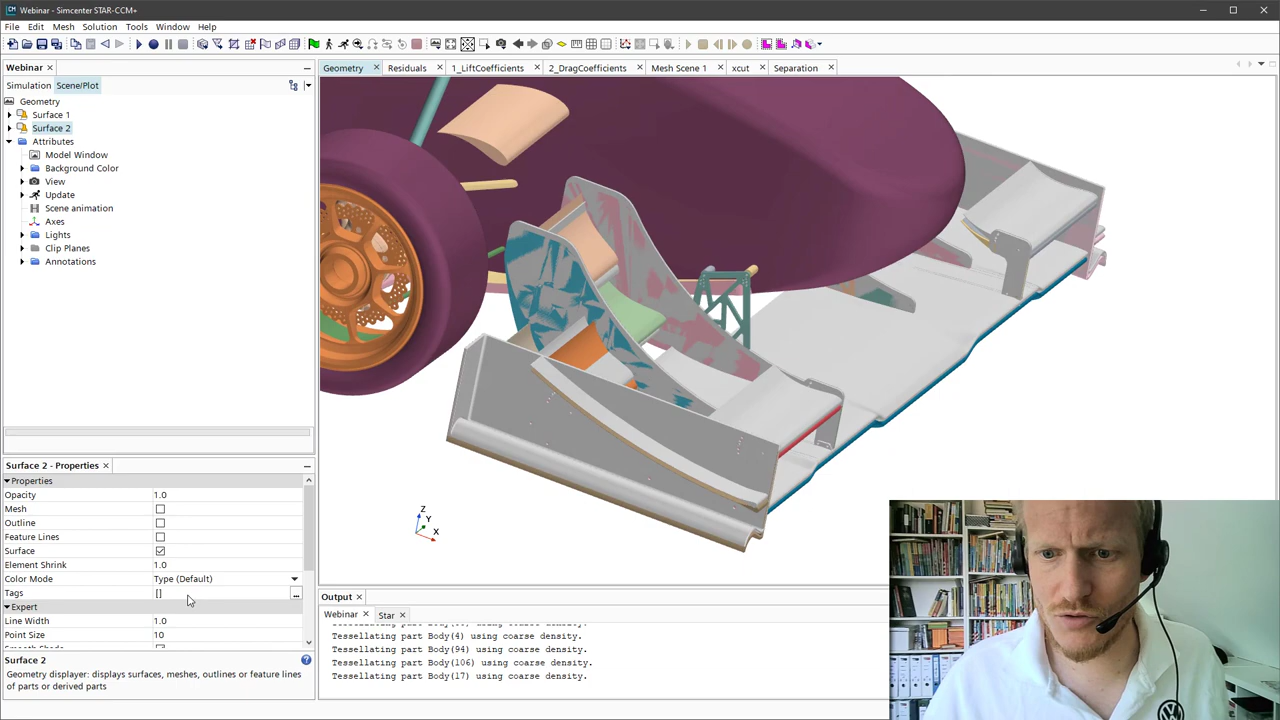 Webinar - Simcenter STAR-CCM+
File Edit Mesh Solution Tools Window Help
Webinar
Simulation Scene/Plot
Geometry
Surface 1
Surface 2
Attributes
Model Window
Background Color
View
Update
Scene animation
Axes
Lights
Clip Planes
Annotations
Surface 2 - Properties
Properties
Opacity 1.0
Mesh
Outline
Feature Lines
Surface
Element Shrink 1.0
Color Mode Type (Default)
Tags []
Expert
Line Width 1.0
Point Size 10
Surface 2
Geometry displayer: displays surfaces, meshes, outlines or feature lines
of parts or derived parts
Geometry Residuals 1_LiftCoefficients 2_DragCoefficients Mesh Scene 1 xcut Separation
Z
Y
X
Output
Webinar Star
Tessellating part Body(4) using coarse density.
Tessellating part Body(94) using coarse density.
Tessellating part Body(106) using coarse density.
Tessellating part Body(17) using coarse density.